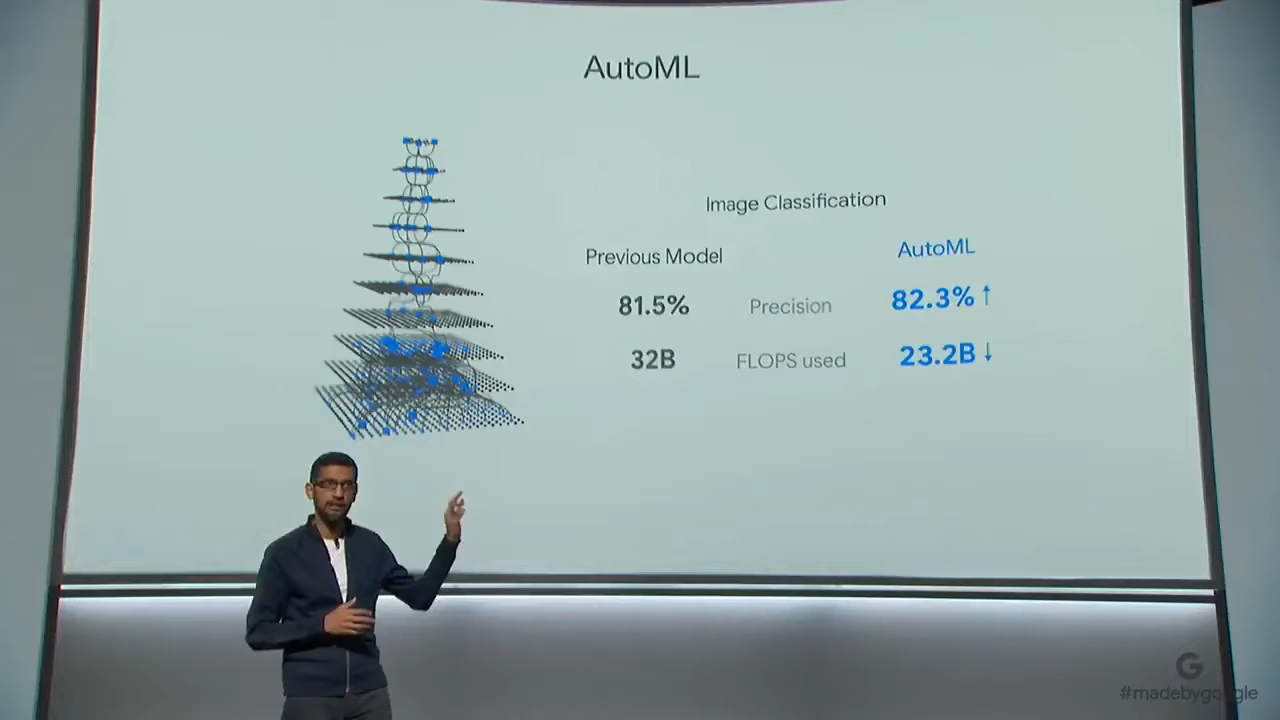 AutoML
Image Classification
Previous Model AutoML
81.5% Precision 82.3% ↑
32B FLOPS used 23.2B ↓
G
#madebygoogle